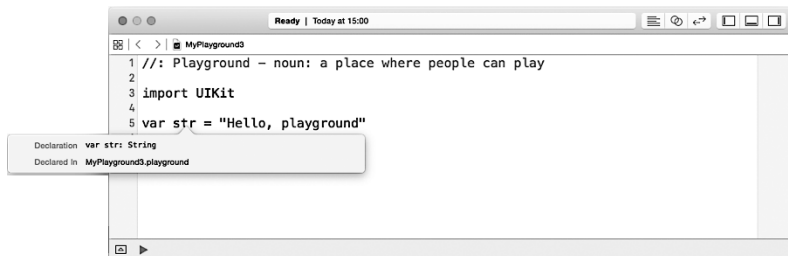 Ready | Today at 15:00
MyPlayground3
1 //: Playground – noun: a place where people can play
2
3 import UIKit
4
5 var str = "Hello, playground"
Declaration var str: String
Declared In MyPlayground3.playground